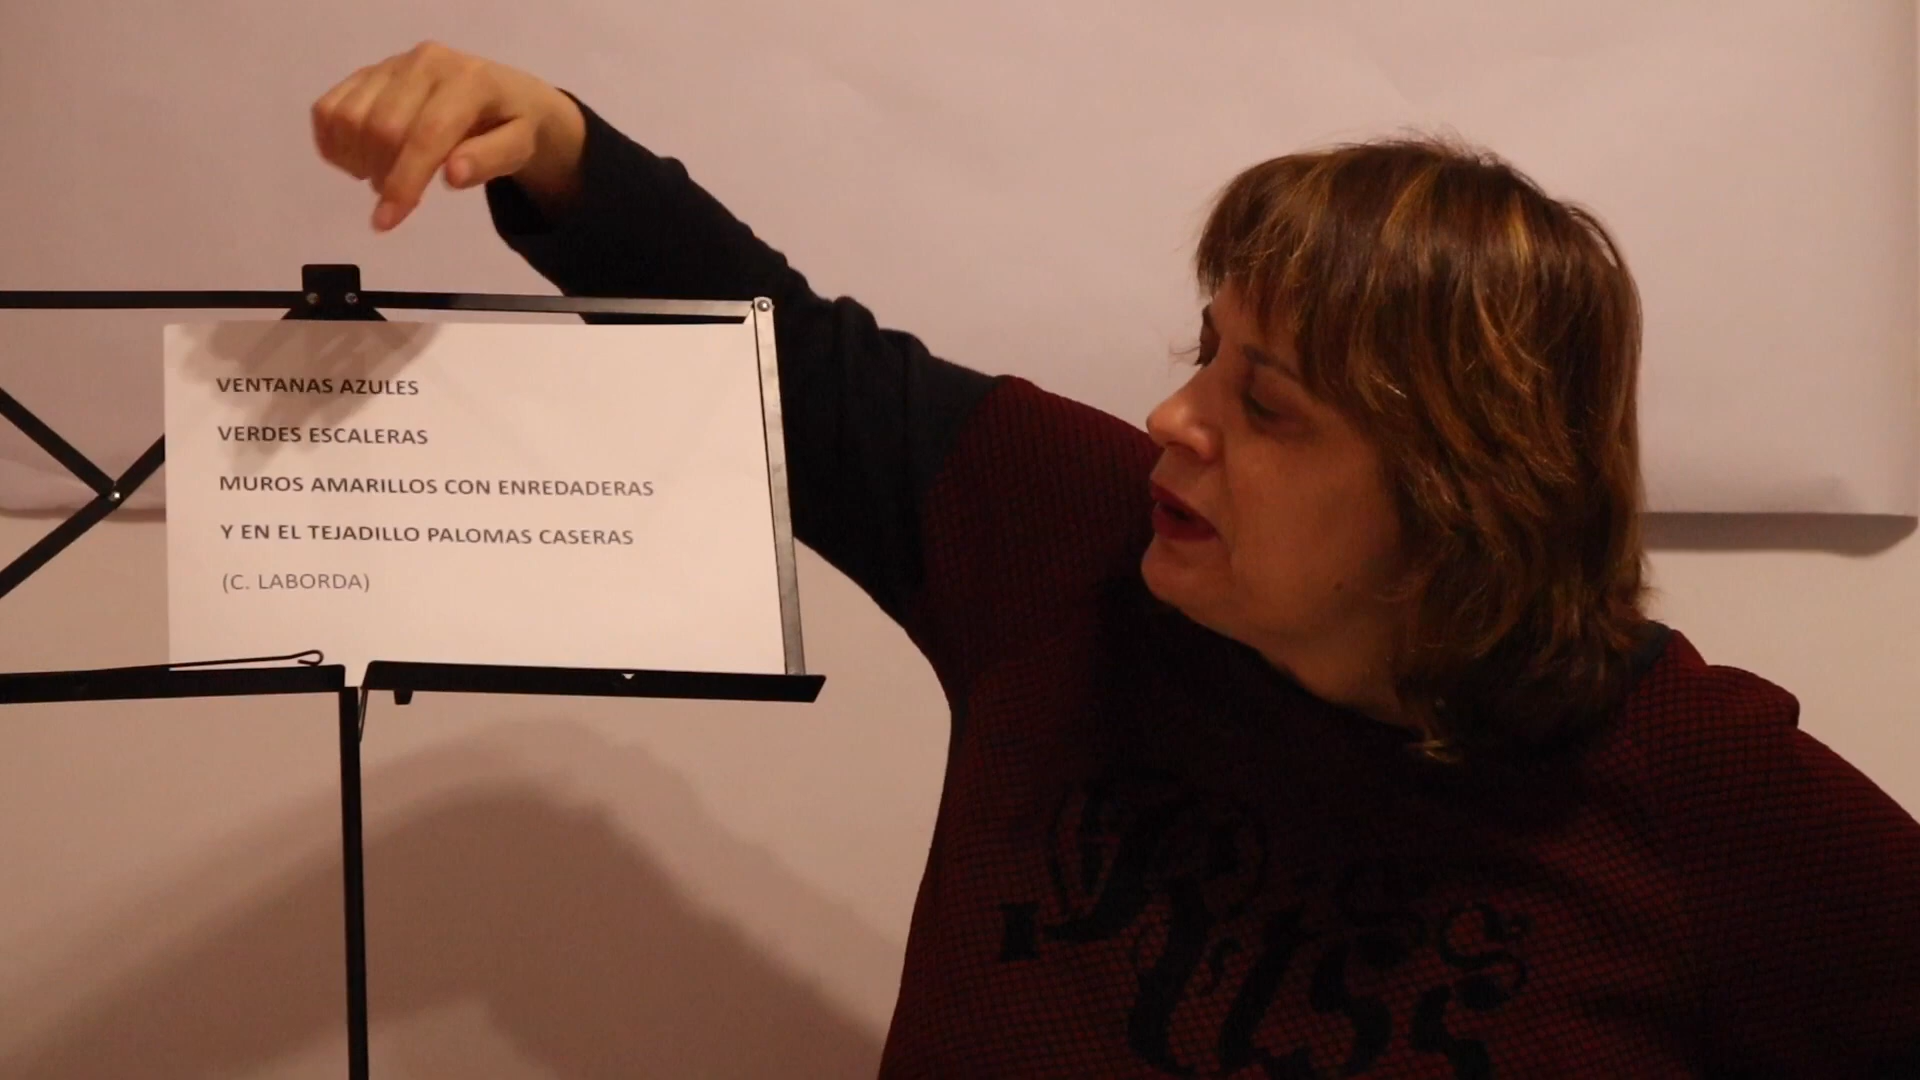 VENTANAS AZULES
VERDES ESCALERAS
MUROS AMARILLOS CON ENREDADERAS
Y EN EL TEJADILLO PALOMAS CASERAS
(C. LABORDA)